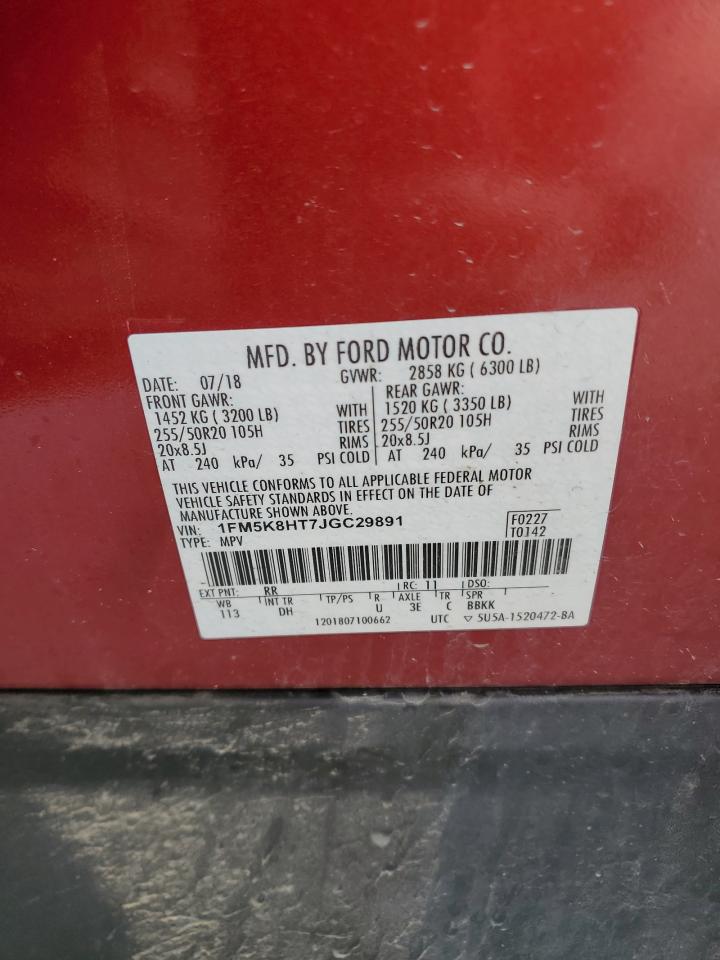 MFD. BY FORD MOTOR CO.
DATE: 07/18 GVWR: 2858 KG ( 6300 LB)
FRONT GAWR: REAR GAWR:
1452 KG ( 3200 LB) WITH 1520 KG ( 3350 LB) WITH
255/50R20 105H TIRES 255/50R20 105H TIRES
20x8.5J RIMS 20x8.5J RIMS
AT 240 kPa/ 35 PSI COLD AT 240 kPa/ 35 PSI COLD
THIS VEHICLE CONFORMS TO ALL APPLICABLE FEDERAL MOTOR
VEHICLE SAFETY STANDARDS IN EFFECT ON THE DATE OF
MANUFACTURE SHOWN ABOVE.
VIN: 1FM5K8HT7JGC29891 F0227
TYPE: MPV T0142
EXT PNT: RR RC: 11 DSO:
WB INT TR TP/PS R AXLE TR SPR
113 DH U 3E C BBKK
1201807100662 UTC ▽ 5U5A-1520472-BA